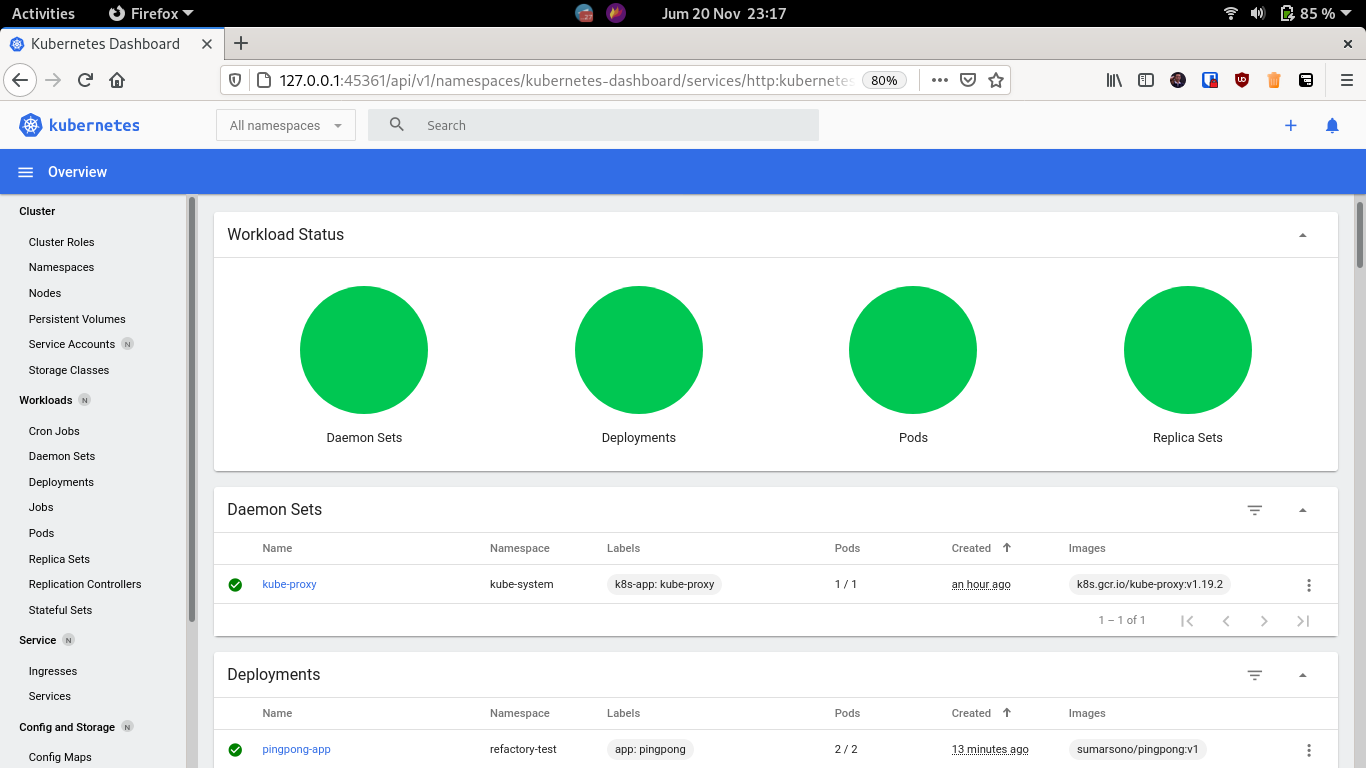 Activities Firefox Jum 20 Nov 23:17 85 %
Kubernetes Dashboard
127.0.0.1:45361/api/v1/namespaces/kubernetes-dashboard/services/http:kubernetes 80%
kubernetes All namespaces Search
Overview
Cluster
Cluster Roles
Namespaces
Nodes
Persistent Volumes
Service Accounts N
Storage Classes
Workloads N
Cron Jobs
Daemon Sets
Deployments
Jobs
Pods
Replica Sets
Replication Controllers
Stateful Sets
Service N
Ingresses
Services
Config and Storage N
Config Maps
Workload Status
Daemon Sets Deployments Pods Replica Sets
Daemon Sets
Name Namespace Labels Pods Created Images
kube-proxy kube-system k8s-app: kube-proxy 1 / 1 an hour ago k8s.gcr.io/kube-proxy:v1.19.2
1 – 1 of 1
Deployments
Name Namespace Labels Pods Created Images
pingpong-app refactory-test app: pingpong 2 / 2 13 minutes ago sumarsono/pingpong:v1